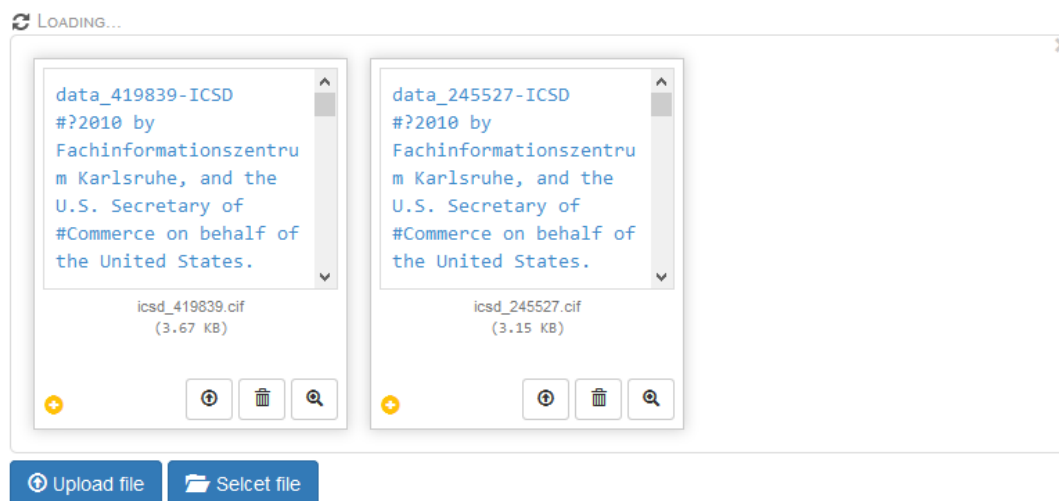 LOADING...
data_419839-ICSD
#?2010 by
Fachinformationszentru
m Karlsruhe, and the
U.S. Secretary of
#Commerce on behalf of
the United States.
icsd_419839.cif
(3.67 KB)
data_245527-ICSD
#?2010 by
Fachinformationszentru
m Karlsruhe, and the
U.S. Secretary of
#Commerce on behalf of
the United States.
icsd_245527.cif
(3.15 KB)
Upload file
Selcet file